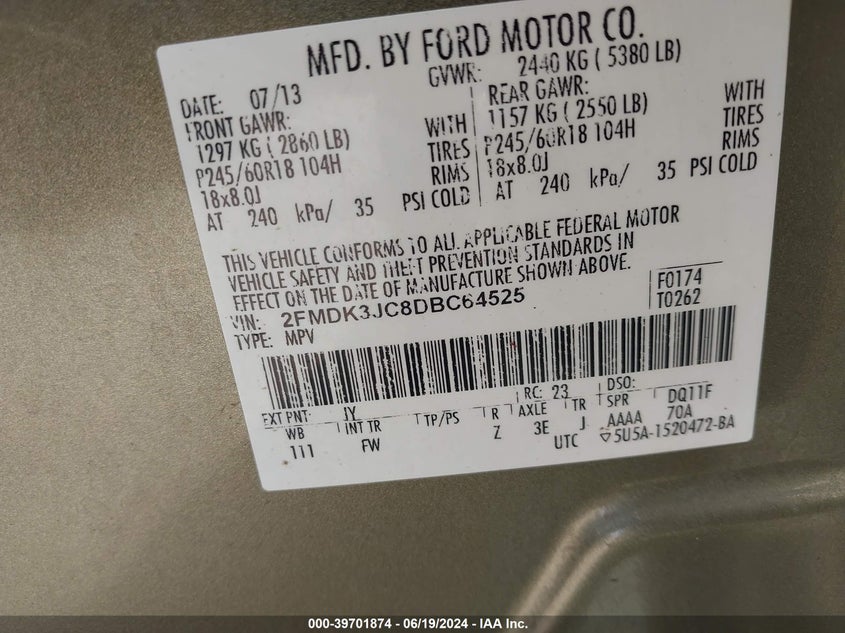 MFD. BY FORD MOTOR CO.
DATE: 07/13
GVWR: 2440 KG ( 5380 LB)
FRONT GAWR:
1297 KG ( 2860 LB) WITH
P245/60R18 104H TIRES
18x8.0J RIMS
AT 240 kPa/ 35 PSI COLD
REAR GAWR:
1157 KG ( 2550 LB) WITH
P245/60R18 104H TIRES
18x8.0J RIMS
AT 240 kPa/ 35 PSI COLD
THIS VEHICLE CONFORMS TO ALL APPLICABLE FEDERAL MOTOR
VEHICLE SAFETY AND THEFT PREVENTION STANDARDS IN
EFFECT ON THE DATE OF MANUFACTURE SHOWN ABOVE.
VIN: 2FMDK3JC8DBC64525
TYPE: MPV
F0174
T0262
EXT PNT: JY RC: 23 DSO:
WB INT TR TP/PS R AXLE TR SPR DQ11F
111 FW Z 3E J AAAA 70A
UTC ▽5U5A-1520472-BA
000-39701874 - 06/19/2024 - IAA Inc.